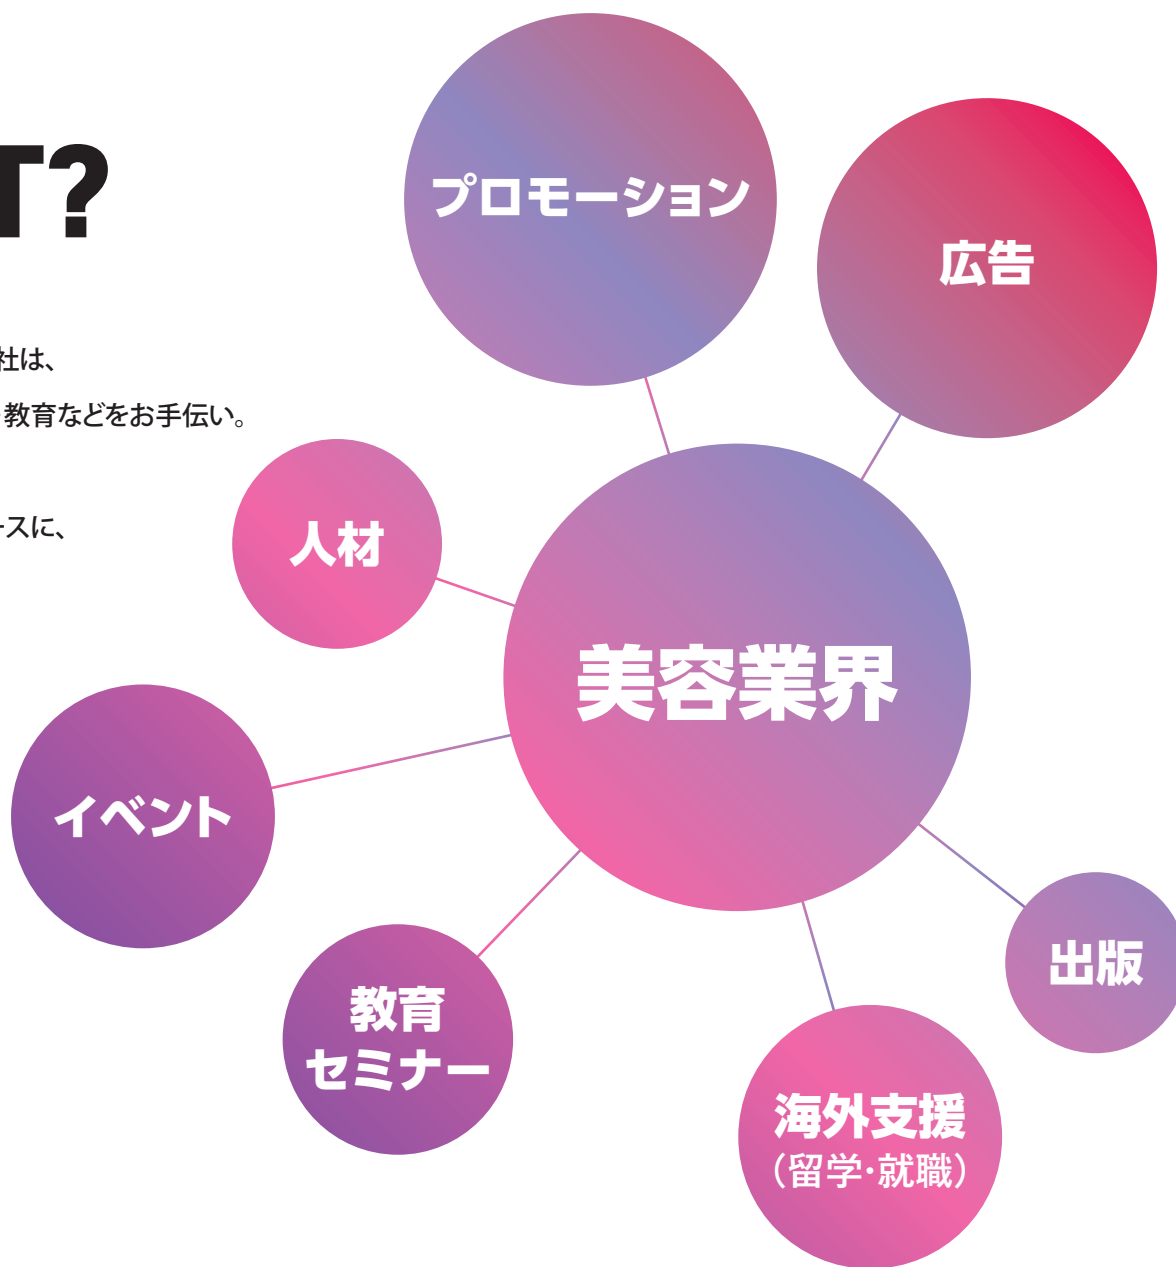 T?
社は、
教育などをお手伝い。
ースに、
プロモーション
広告
人材
美容業界
イベント
出版
教育
セミナー
海外支援
（留学・就職）